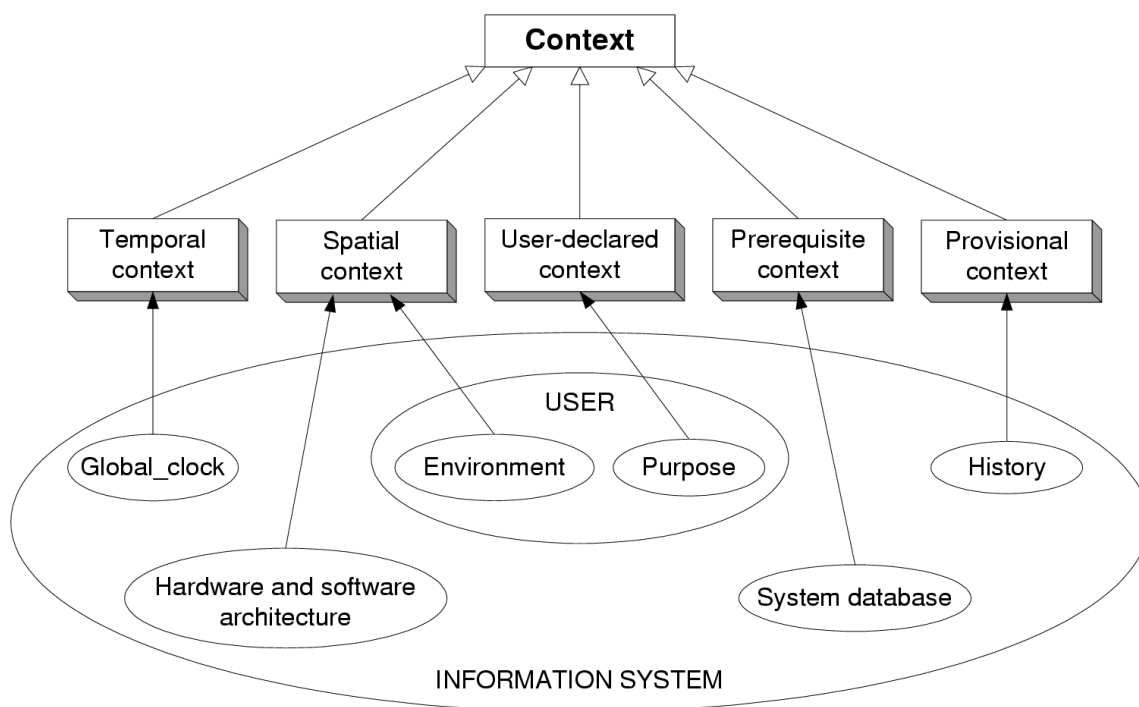 Context
Temporal
context
Spatial
context
User-declared
context
Prerequisite
context
Provisional
context
USER
Global_clock
Environment
Purpose
History
Hardware and software
architecture
System database
INFORMATION SYSTEM